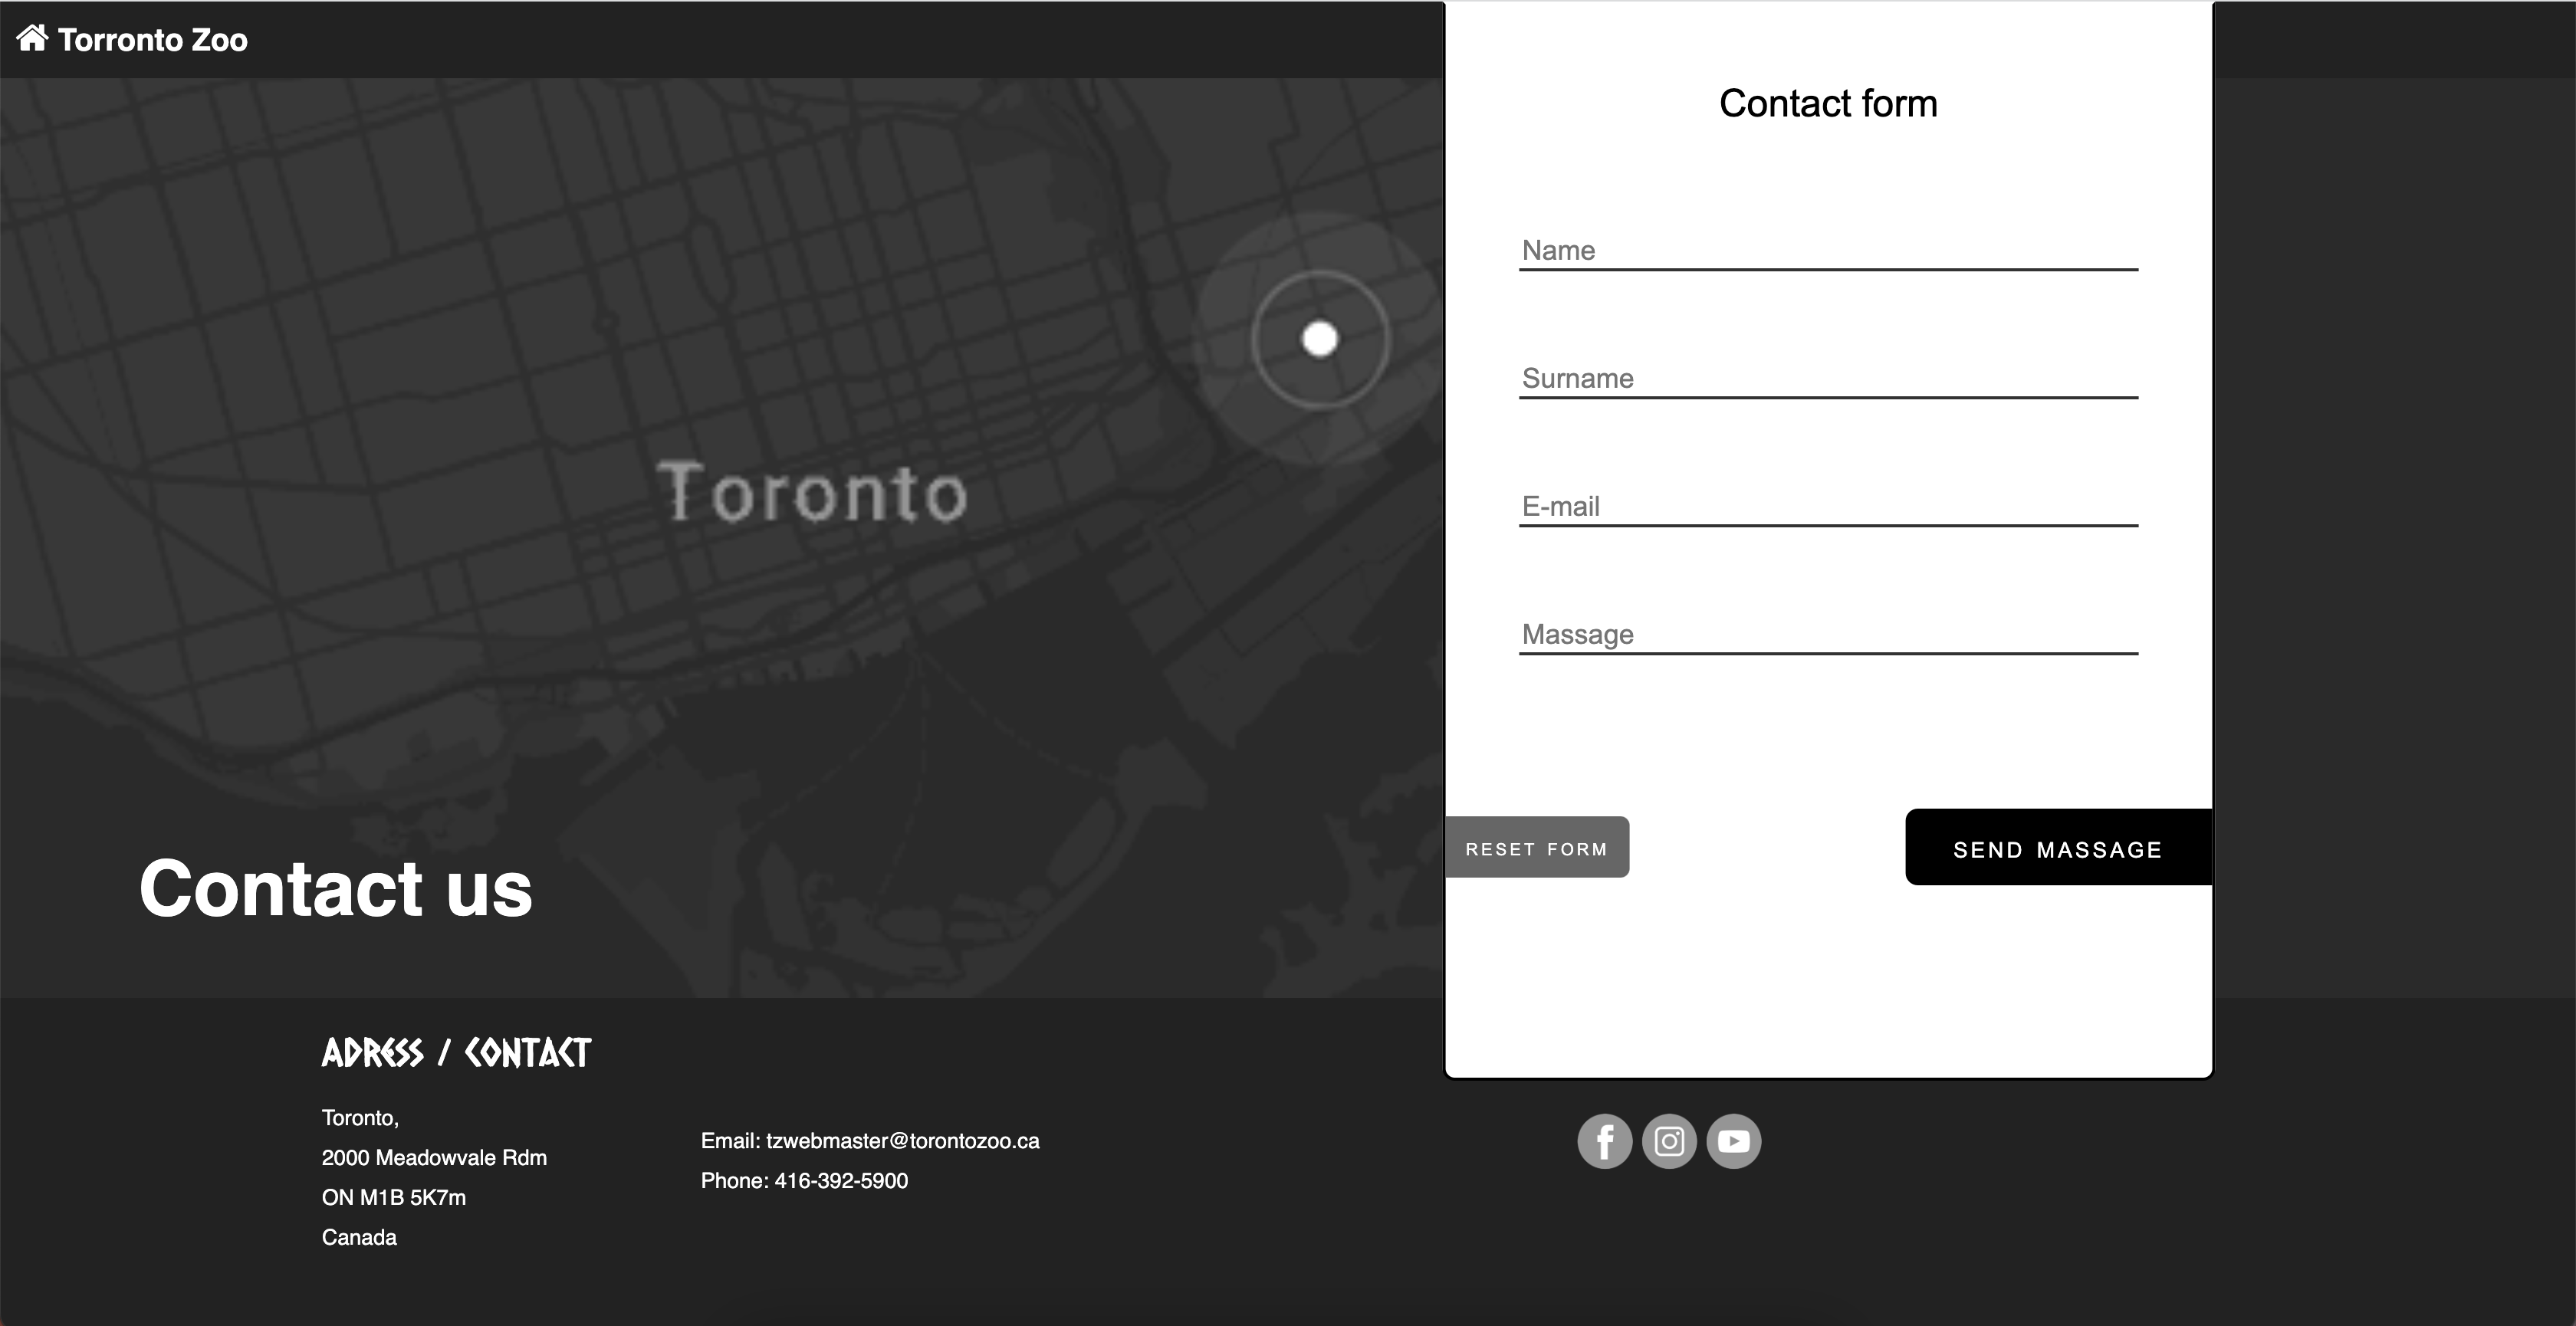 Torronto Zoo
Contact form
Name
Surname
E-mail
Massage
RESET FORM
SEND MASSAGE
Toronto
Contact us
ADRESS / CONTACT
Toronto,
2000 Meadowvale Rdm
ON M1B 5K7m
Canada
Email: tzwebmaster@torontozoo.ca
Phone: 416-392-5900